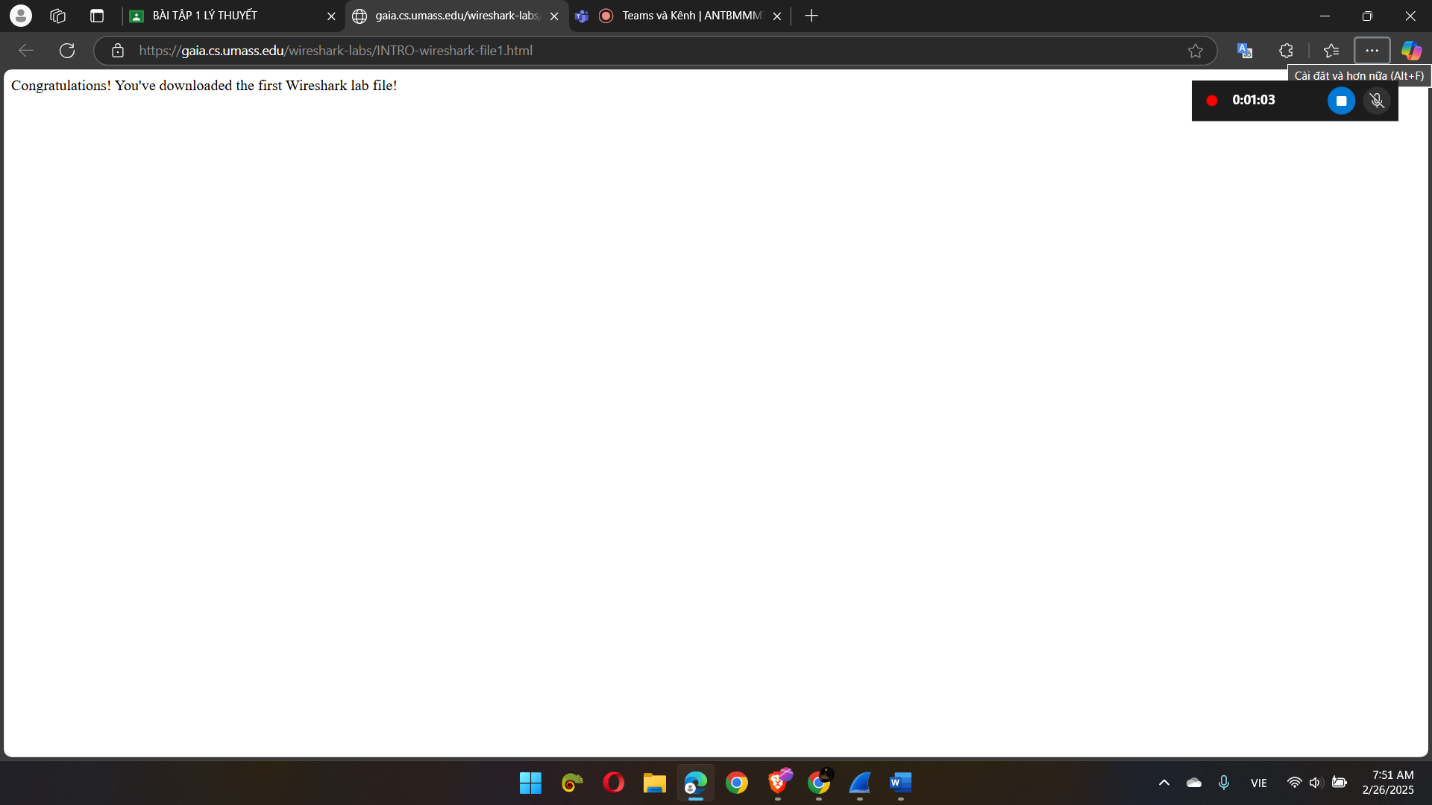 BÀI TẬP 1 LÝ THUYẾT
gaia.cs.umass.edu/wireshark-labs/
Teams và Kênh | ANTBMMMT
https://gaia.cs.umass.edu/wireshark-labs/INTRO-wireshark-file1.html
Cài đặt và hơn nữa (Alt+F)
Congratulations! You've downloaded the first Wireshark lab file!
0:01:03
VIE
7:51 AM
2/26/2025